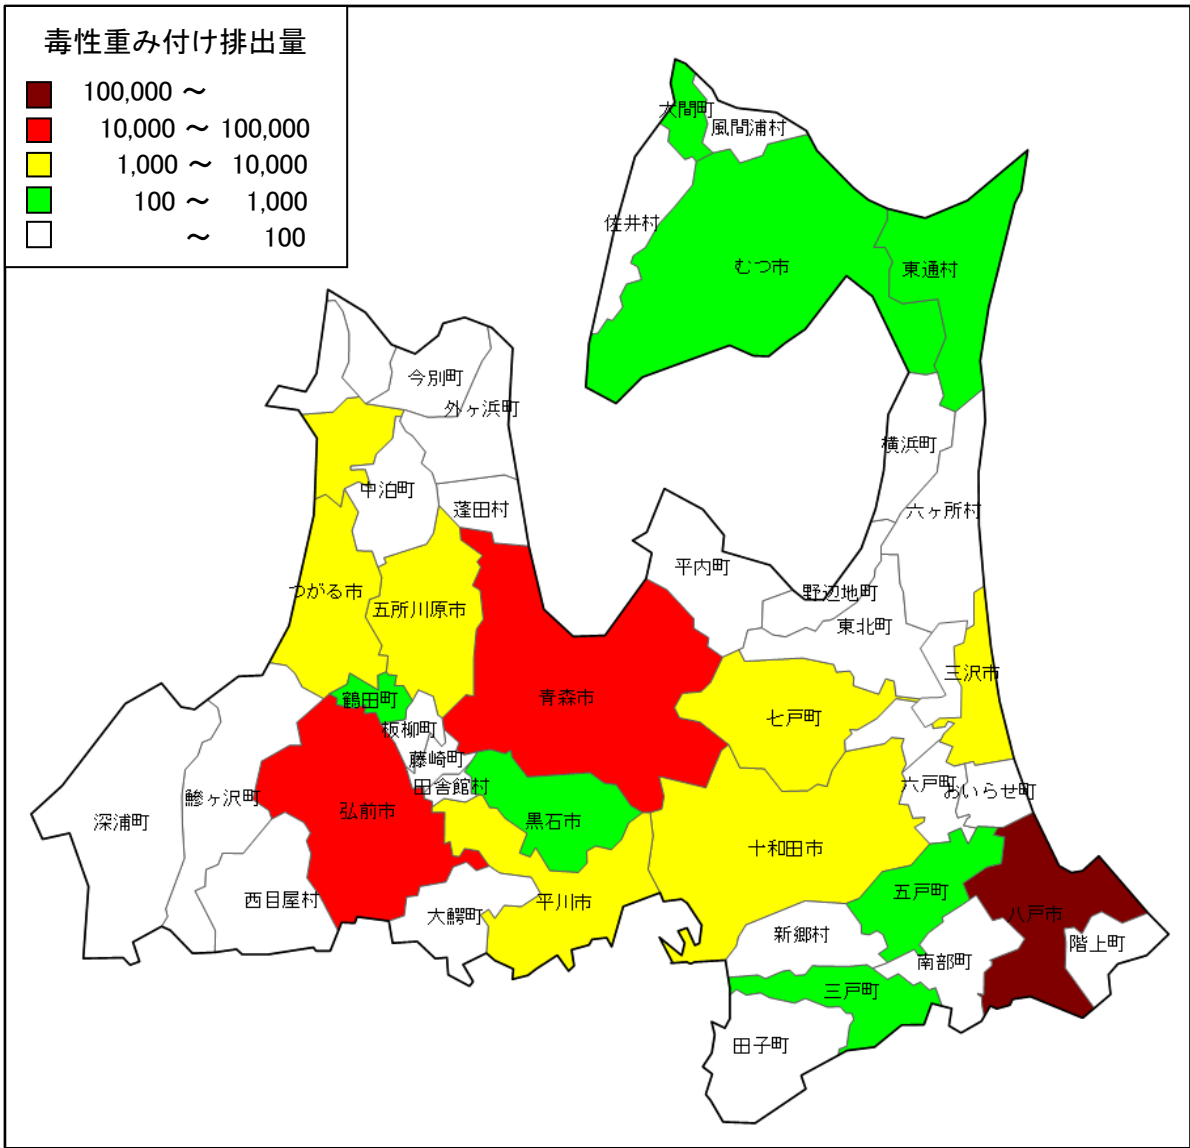 毒性重み付け排出量
100,000 ～
10,000 ～ 100,000
1,000 ～ 10,000
100 ～ 1,000
～ 100
大間町
風間浦村
佐井村
むつ市
東通村
今別町
外ヶ浜町
横浜町
中泊町
蓬田村
六ヶ所村
平内町
つがる市
五所川原市
野辺地町
東北町
三沢市
鶴田町
青森市
七戸町
板柳町
藤崎町
田舎館村
六戸町
おいらせ町
鰺ヶ沢町
弘前市
深浦町
黒石市
十和田市
西目屋村
大鰐町
平川市
五戸町
八戸市
新郷村
階上町
南部町
三戸町
田子町